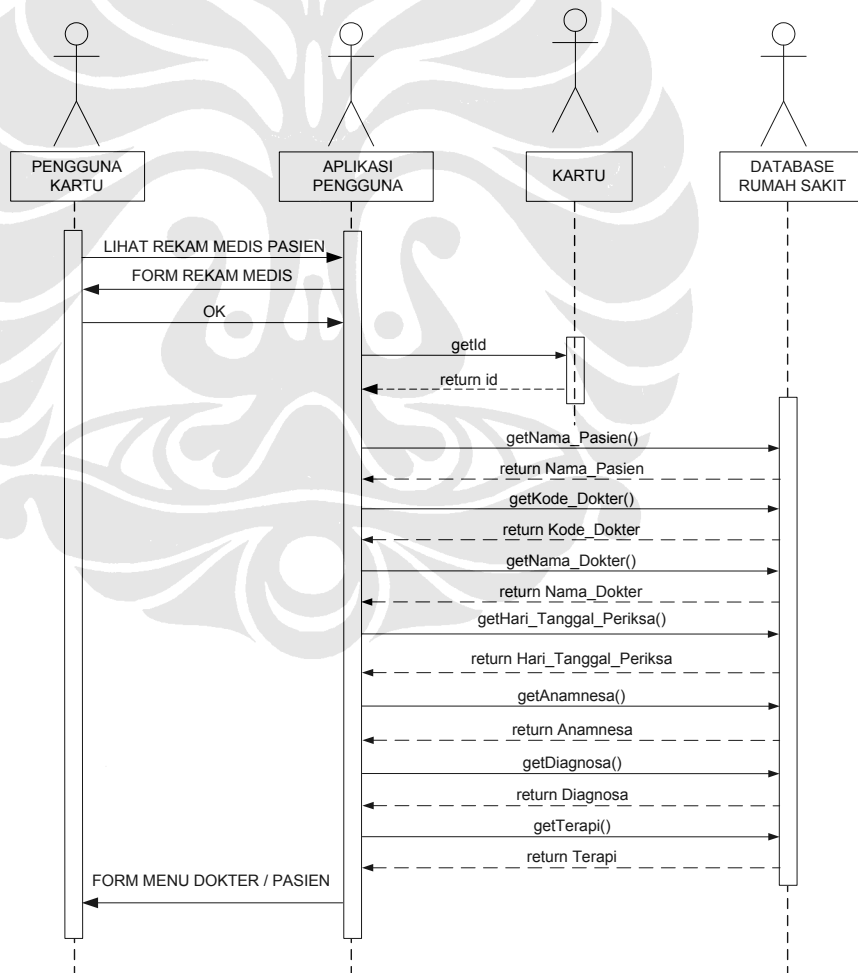 PENGGUNA
KARTU
APLIKASI
PENGGUNA
KARTU
DATABASE
RUMAH SAKIT
LIHAT REKAM MEDIS PASIEN
FORM REKAM MEDIS
OK
getId
return id
getNama_Pasien()
return Nama_Pasien
getKode_Dokter()
return Kode_Dokter
getNama_Dokter()
return Nama_Dokter
getHari_Tanggal_Periksa()
return Hari_Tanggal_Periksa
getAnamnesa()
return Anamnesa
getDiagnosa()
return Diagnosa
getTerapi()
return Terapi
FORM MENU DOKTER / PASIEN